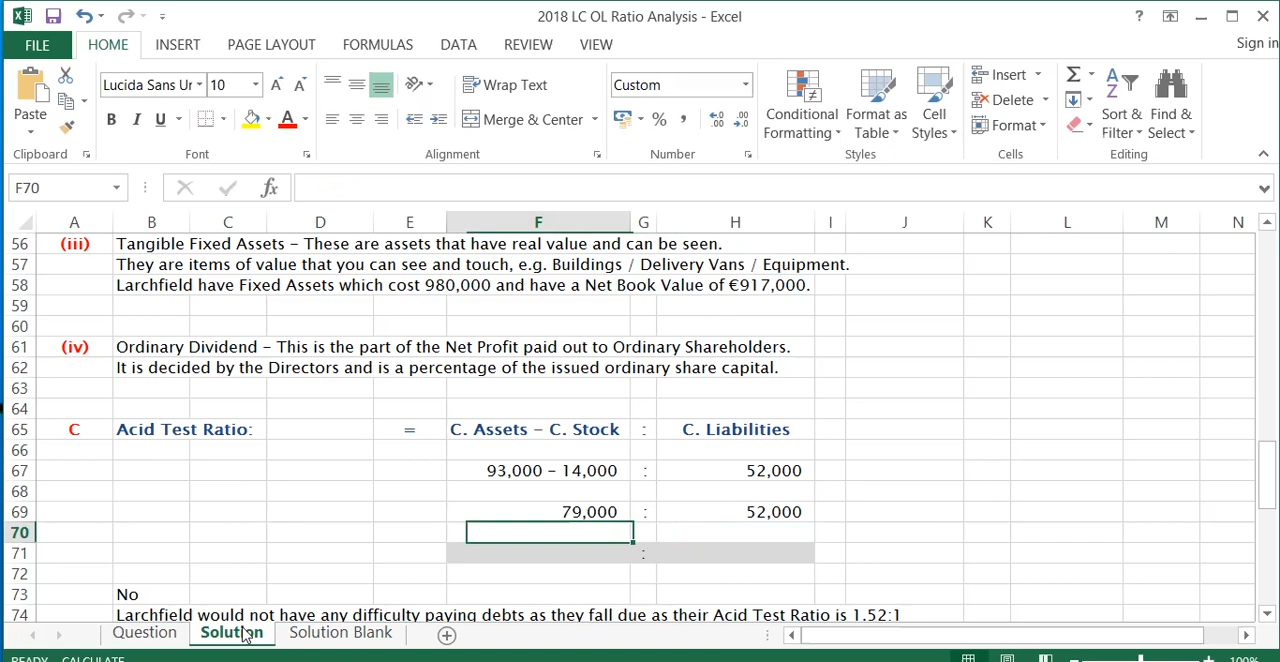 2018 LC OL Ratio Analysis - Excel
?
Sign in
FILE HOME INSERT PAGE LAYOUT FORMULAS DATA REVIEW VIEW
Paste
Clipboard
Lucida Sans Ur 10
A A
B I U A
Font
Wrap Text
Merge & Center
Alignment
Custom
%
Number
Conditional Formatting
Format as Table
Cell Styles
Styles
Insert
Delete
Format
Cells
Sort & Filter
Find & Select
Editing
F70 fx
A B C D E F G H I J K L M N
56 (iii) Tangible Fixed Assets - These are assets that have real value and can be seen.
57 They are items of value that you can see and touch, e.g. Buildings / Delivery Vans / Equipment.
58 Larchfield have Fixed Assets which cost 980,000 and have a Net Book Value of €917,000.
59
60
61 (iv) Ordinary Dividend - This is the part of the Net Profit paid out to Ordinary Shareholders.
62 It is decided by the Directors and is a percentage of the issued ordinary share capital.
63
64
65 C Acid Test Ratio: = C. Assets - C. Stock : C. Liabilities
66
67 93,000 - 14,000 : 52,000
68
69 79,000 : 52,000
70
71 :
72
73 No
74 Larchfield would not have any difficulty paying debts as they fall due as their Acid Test Ratio is 1.52:1
Question Solution Solution Blank
READY CALCULATE 100%